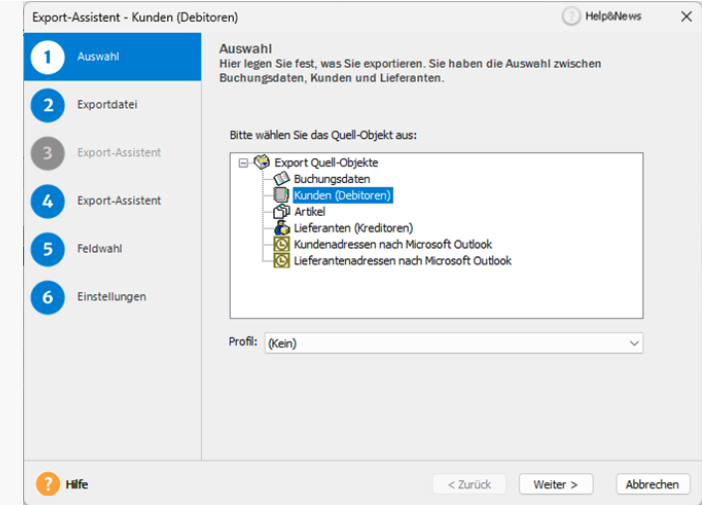 Export-Assistent - Kunden (Debitoren)
? Help&News
1 Auswahl
2 Exportdatei
3 Export-Assistent
4 Export-Assistent
5 Feldwahl
6 Einstellungen
Auswahl
Hier legen Sie fest, was Sie exportieren. Sie haben die Auswahl zwischen
Buchungsdaten, Kunden und Lieferanten.
Bitte wählen Sie das Quell-Objekt aus:
Export Quell-Objekte
Buchungsdaten
Kunden (Debitoren)
Artikel
Lieferanten (Kreditoren)
Kundenadressen nach Microsoft Outlook
Lieferantenadressen nach Microsoft Outlook
Profil: (Kein)
? Hilfe
< Zurück
Weiter >
Abbrechen